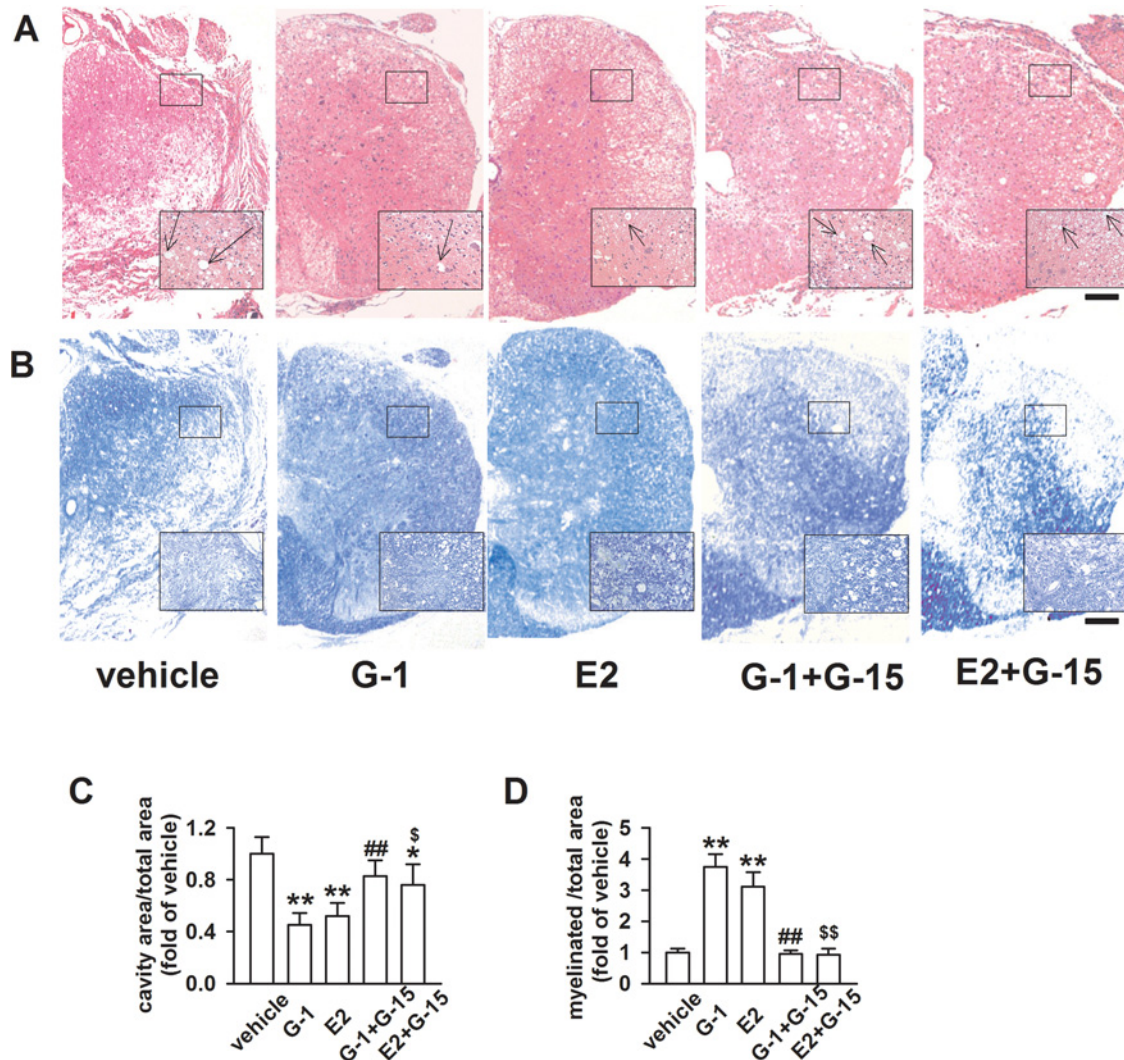 A
B
vehicle
G-1
E2
G-1+G-15
E2+G-15
C
cavity area/total area
(fold of vehicle)
1.2
0.8
0.4
0.0
**
**
##
$
*
vehicle
G-1
E2
G-1+G-15
E2+G-15
D
myelinated /total area
(fold of vehicle)
5
4
3
2
1
0
**
**
##
$$
vehicle
G-1
E2
G-1+G-15
E2+G-15